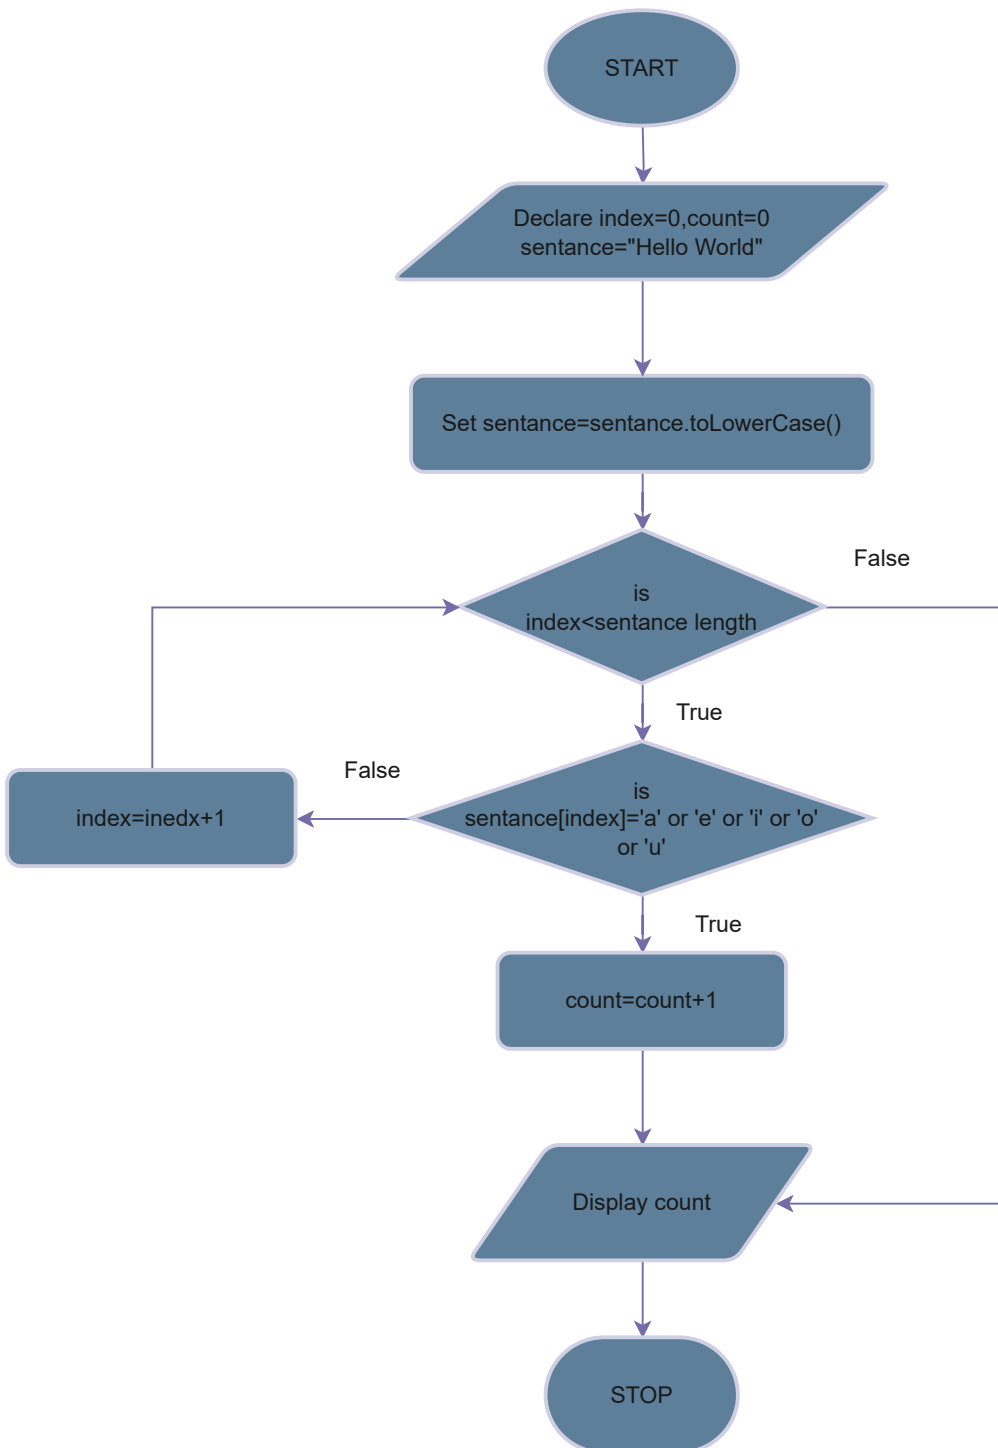 START
Declare index=0,count=0
sentance="Hello World"
Set sentance=sentance.toLowerCase()
False
is
index<sentance length
True
False
index=inedx+1
is
sentance[index]='a' or 'e' or 'i' or 'o'
or 'u'
True
count=count+1
Display count
STOP